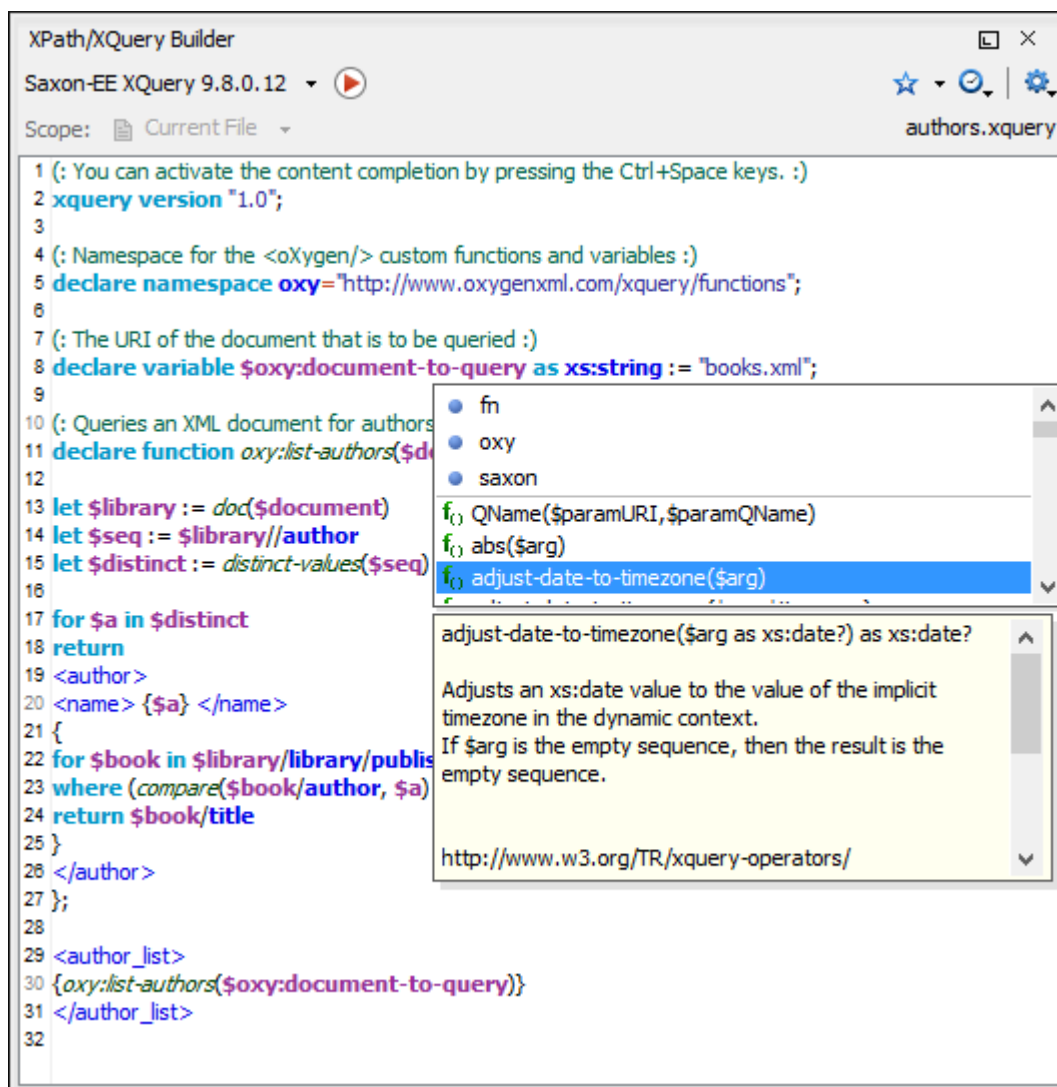 XPath/XQuery Builder
Saxon-EE XQuery 9.8.0.12
Scope: Current File
authors.xquery
1 (: You can activate the content completion by pressing the Ctrl+Space keys. :)
2 xquery version "1.0";
3
4 (: Namespace for the <oXygen/> custom functions and variables :)
5 declare namespace oxy="http://www.oxygenxml.com/xquery/functions";
6
7 (: The URI of the document that is to be queried :)
8 declare variable $oxy:document-to-query as xs:string := "books.xml";
9
10 (: Queries an XML document for authors
11 declare function oxy:list-authors($do
12
13 let $library := doc($document)
14 let $seq := $library//author
15 let $distinct := distinct-values($seq)
16
17 for $a in $distinct
18 return
19 <author>
20 <name> {$a} </name>
21 {
22 for $book in $library/library/publis
23 where (compare($book/author, $a)
24 return $book/title
25 }
26 </author>
27 };
28
29 <author_list>
30 {oxy:list-authors($oxy:document-to-query)}
31 </author_list>
32
fn
oxy
saxon
f() QName($paramURI,$paramQName)
f() abs($arg)
f() adjust-date-to-timezone($arg)
adjust-date-to-timezone($arg as xs:date?) as xs:date?
Adjusts an xs:date value to the value of the implicit
timezone in the dynamic context.
If $arg is the empty sequence, then the result is the
empty sequence.
http://www.w3.org/TR/xquery-operators/